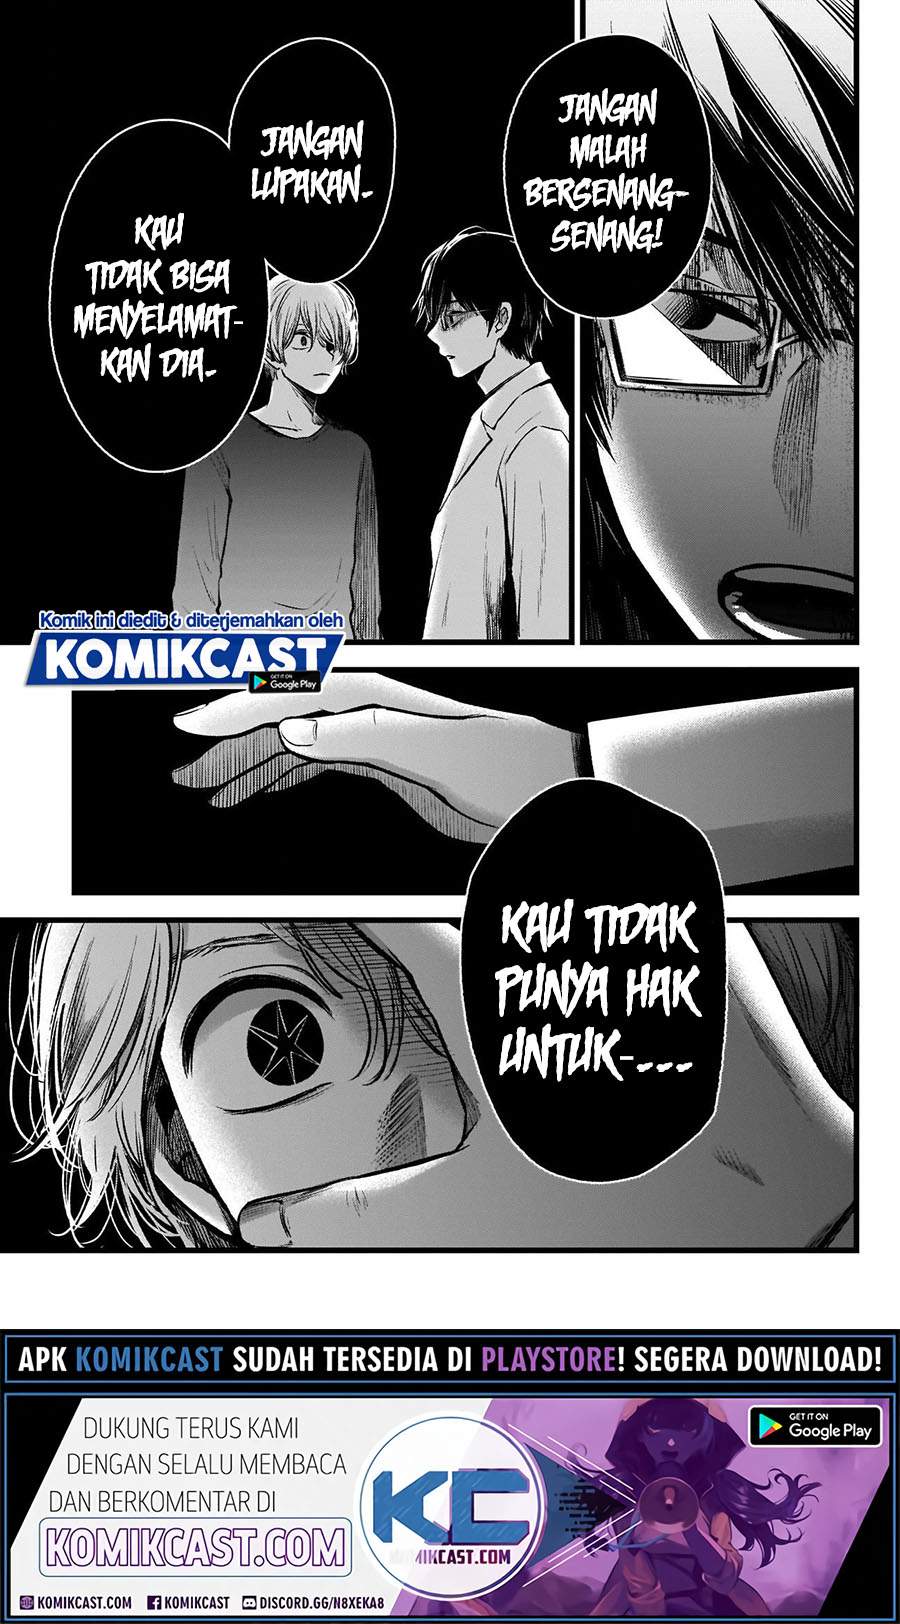 JANGAN
MALAH
BERSENANG-
SENANG!
JANGAN
LUPAKAN..
KAU
TIDAK BISA
MENYELAMAT-
KAN DIA..
Komik ini diedit & diterjemahkan oleh
KOMIKCAST
GET IT ON
Google Play
KAU TIDAK
PUNYA HAK
UNTUK-...
APK KOMIKCAST SUDAH TERSEDIA DI PLAYSTORE! SEGERA DOWNLOAD!
DUKUNG TERUS KAMI
DENGAN SELALU MEMBACA
DAN BERKOMENTAR DI
KOMIKCAST.COM
KOMIKCAST.COM
KOMIKCAST
DISCORD.GG/N8XEKA8
KC
KOMIKCAST.COM
GET IT ON
Google Play